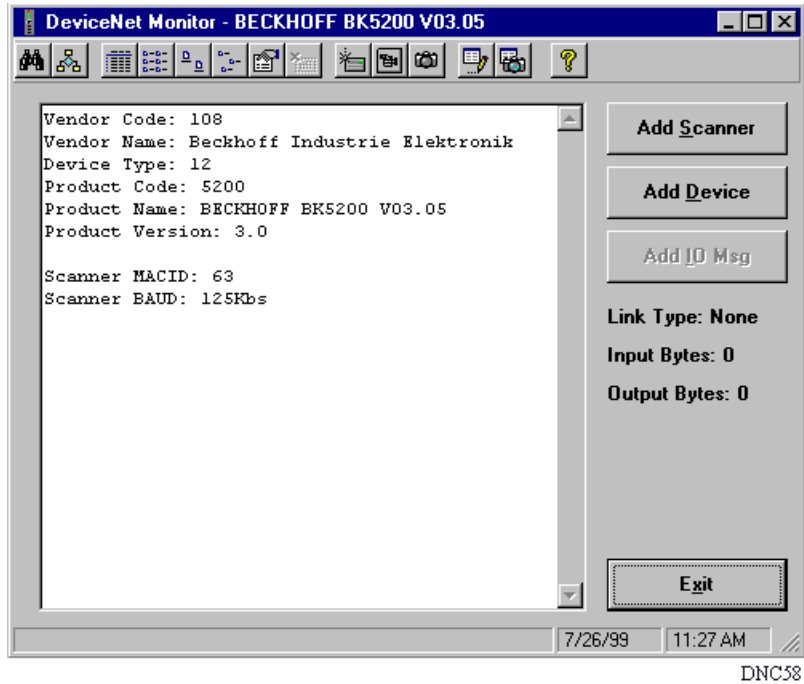 DeviceNet Monitor - BECKHOFF BK5200 V03.05
Vendor Code: 108
Vendor Name: Beckhoff Industrie Elektronik
Device Type: 12
Product Code: 5200
Product Name: BECKHOFF BK5200 V03.05
Product Version: 3.0
Scanner MACID: 63
Scanner BAUD: 125Kbs
Add Scanner
Add Device
Add IO Msg
Link Type: None
Input Bytes: 0
Output Bytes: 0
Exit
7/26/99 11:27 AM
DNC58